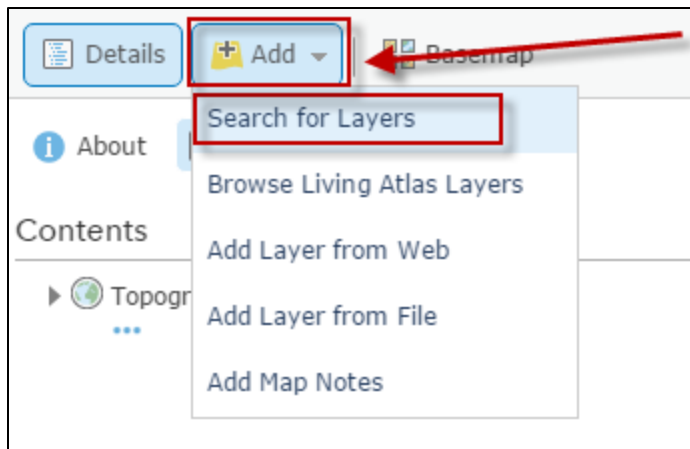 Details Add Basemap
Search for Layers
About
Browse Living Atlas Layers
Contents
Add Layer from Web
Topogr
Add Layer from File
Add Map Notes